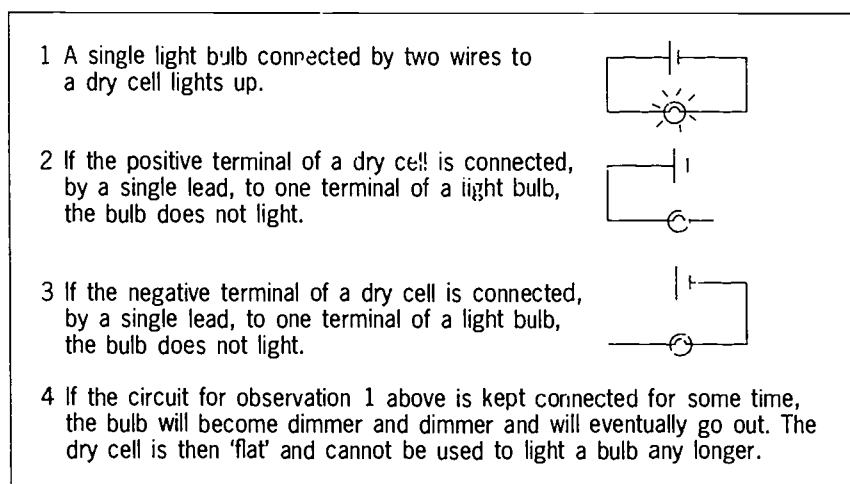 1 A single light bulb connected by two wires to
a dry cell lights up.
2 If the positive terminal of a dry cell is connected,
by a single lead, to one terminal of a light bulb,
the bulb does not light.
3 If the negative terminal of a dry cell is connected,
by a single lead, to one terminal of a light bulb,
the bulb does not light.
4 If the circuit for observation 1 above is kept connected for some time,
the bulb will become dimmer and dimmer and will eventually go out. The
dry cell is then 'flat' and cannot be used to light a bulb any longer.